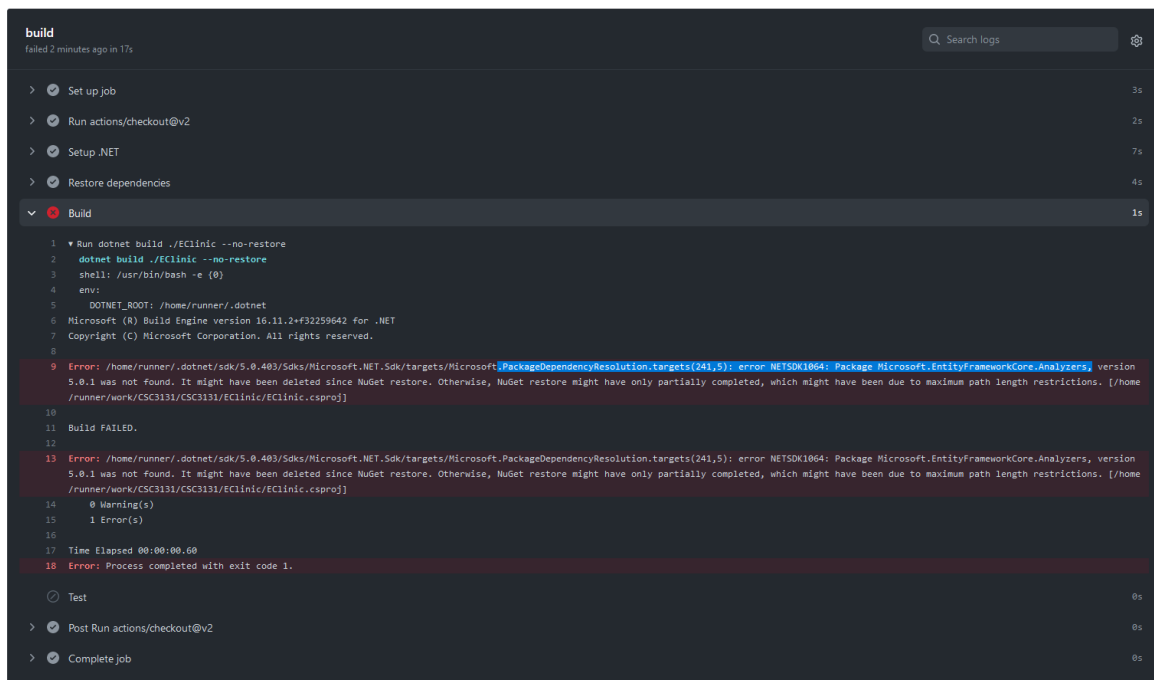 build
failed 2 minutes ago in 17s
Search logs
Set up job 3s
Run actions/checkout@v2 2s
Setup .NET 7s
Restore dependencies 4s
Build 1s
1 ▼ Run dotnet build ./EClinic --no-restore
2 dotnet build ./EClinic --no-restore
3 shell: /usr/bin/bash -e {0}
4 env:
5 DOTNET_ROOT: /home/runner/.dotnet
6 Microsoft (R) Build Engine version 16.11.2+f32259642 for .NET
7 Copyright (C) Microsoft Corporation. All rights reserved.
8
9 Error: /home/runner/.dotnet/sdk/5.0.403/Sdks/Microsoft.NET.Sdk/targets/Microsoft.PackageDependencyResolution.targets(241,5): error NETSDK1064: Package Microsoft.EntityFrameworkCore.Analyzers, version
5.0.1 was not found. It might have been deleted since NuGet restore. Otherwise, NuGet restore might have only partially completed, which might have been due to maximum path length restrictions. [/home
/runner/work/CSC3131/CSC3131/EClinic/EClinic.csproj]
10
11 Build FAILED.
12
13 Error: /home/runner/.dotnet/sdk/5.0.403/Sdks/Microsoft.NET.Sdk/targets/Microsoft.PackageDependencyResolution.targets(241,5): error NETSDK1064: Package Microsoft.EntityFrameworkCore.Analyzers, version
5.0.1 was not found. It might have been deleted since NuGet restore. Otherwise, NuGet restore might have only partially completed, which might have been due to maximum path length restrictions. [/home
/runner/work/CSC3131/CSC3131/EClinic/EClinic.csproj]
14 0 Warning(s)
15 1 Error(s)
16
17 Time Elapsed 00:00:00.60
18 Error: Process completed with exit code 1.
Test 0s
Post Run actions/checkout@v2 0s
Complete job 0s